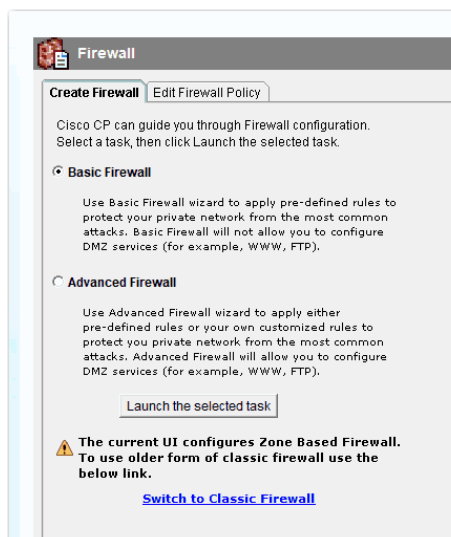 Firewall
Create Firewall Edit Firewall Policy
Cisco CP can guide you through Firewall configuration.
Select a task, then click Launch the selected task.
Basic Firewall
Use Basic Firewall wizard to apply pre-defined rules to
protect your private network from the most common
attacks. Basic Firewall will not allow you to configure
DMZ services (for example, WWW, FTP).
Advanced Firewall
Use Advanced Firewall wizard to apply either
pre-defined rules or your own customized rules to
protect you private network from the most common
attacks. Advanced Firewall will allow you to configure
DMZ services (for example, WWW, FTP).
Launch the selected task
The current UI configures Zone Based Firewall.
To use older form of classic firewall use the
below link.
Switch to Classic Firewall